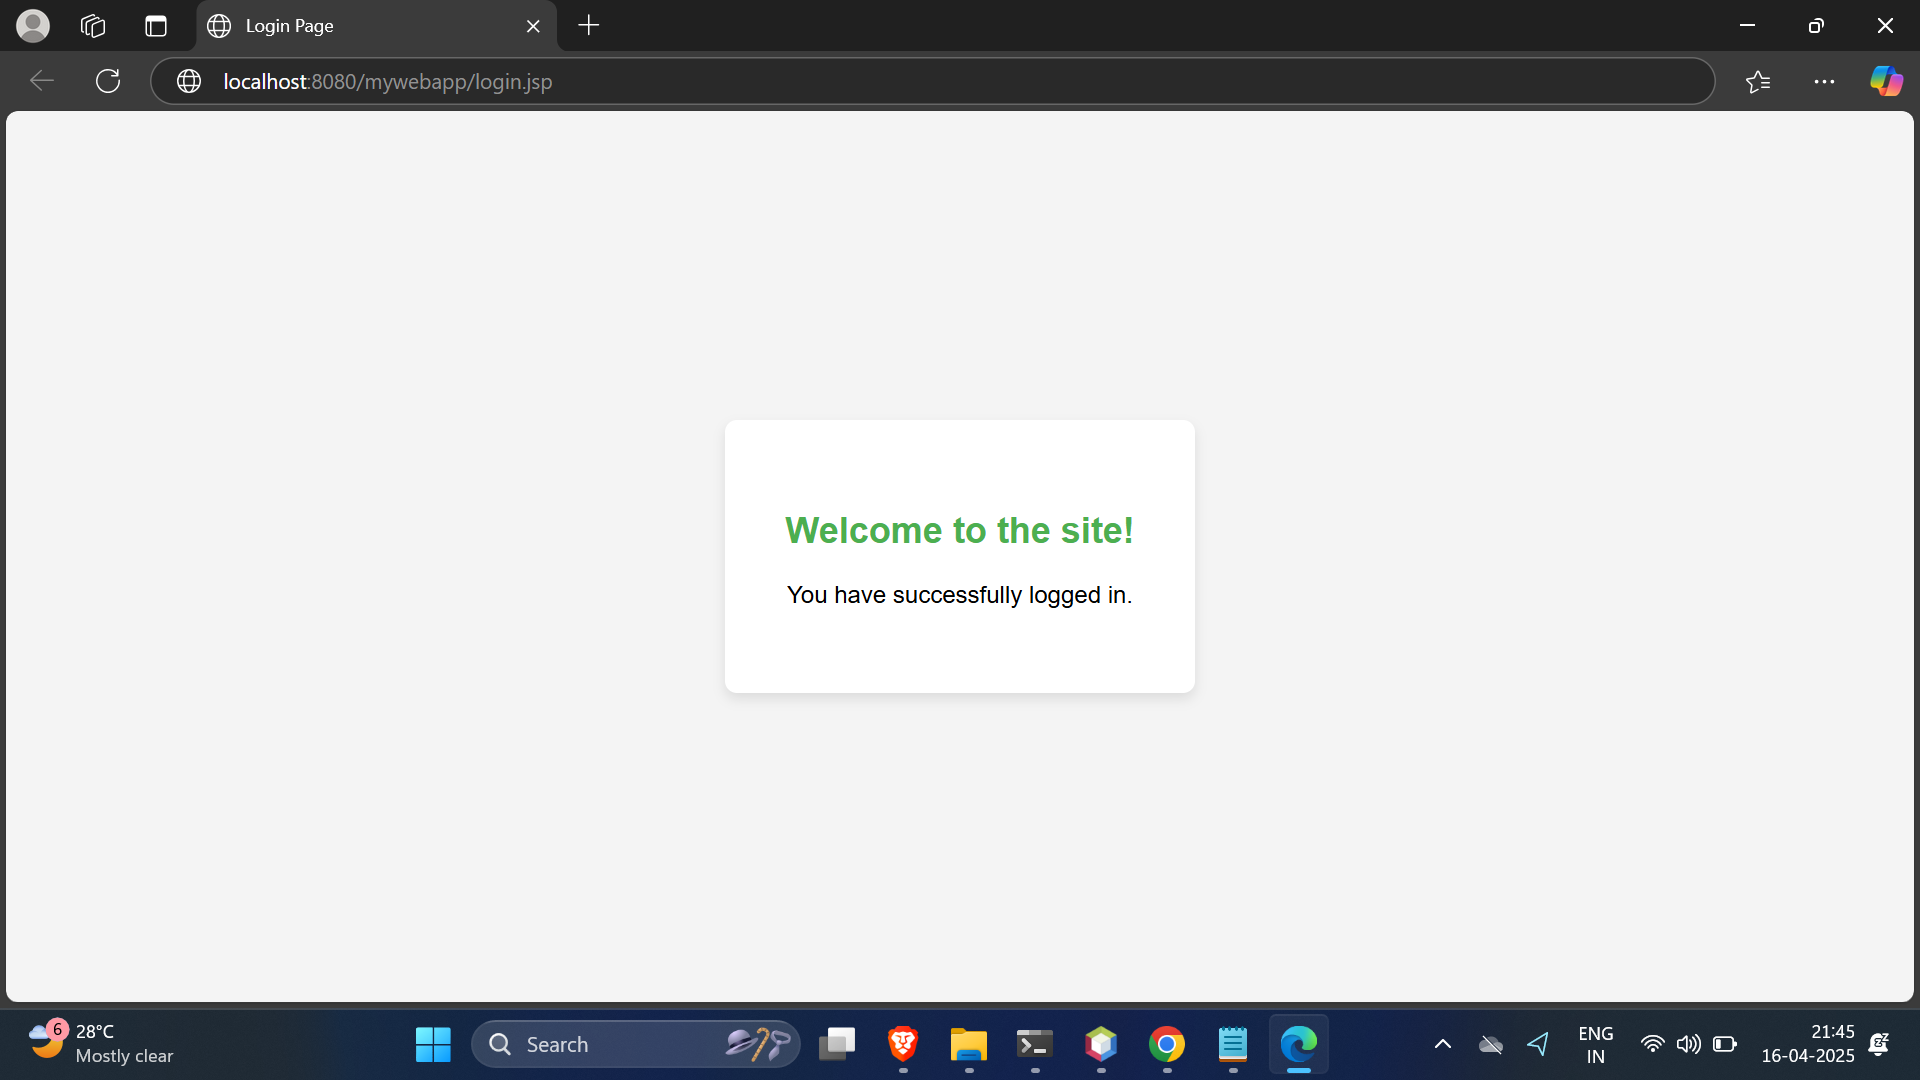 Login Page
localhost:8080/mywebapp/login.jsp
Welcome to the site!
You have successfully logged in.
6
28°C
Mostly clear
Search
ENG
IN
21:45
16-04-2025